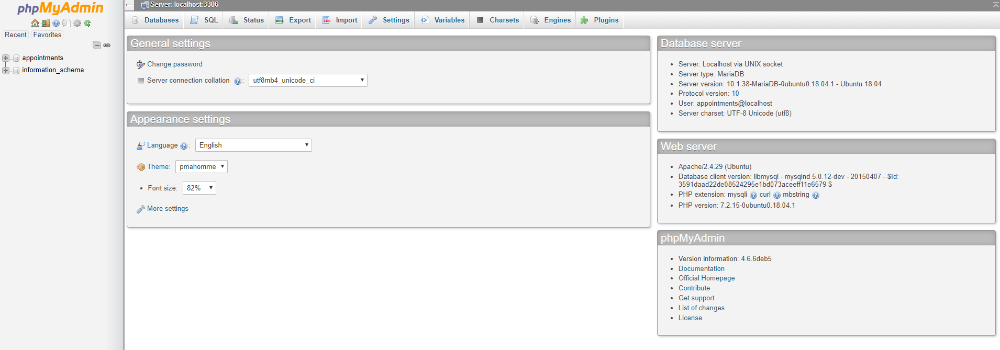 phpMyAdmin
Recent Favorites
appointments
information_schema
Server: localhost:3306
Databases SQL Status Export Import Settings Variables Charsets Engines Plugins
General settings
Change password
Server connection collation : utf8mb4_unicode_ci
Appearance settings
Language : English
Theme: pmahomme
Font size: 82%
More settings
Database server
Server: Localhost via UNIX socket
Server type: MariaDB
Server version: 10.1.38-MariaDB-0ubuntu0.18.04.1 - Ubuntu 18.04
Protocol version: 10
User: appointments@localhost
Server charset: UTF-8 Unicode (utf8)
Web server
Apache/2.4.29 (Ubuntu)
Database client version: libmysql - mysqlnd 5.0.12-dev - 20150407 - $Id:
3591daad22de08524295e1bd073aceeff11e6579 $
PHP extension: mysqli curl mbstring
PHP version: 7.2.15-0ubuntu0.18.04.1
phpMyAdmin
Version information: 4.6.6deb5
Documentation
Official Homepage
Contribute
Get support
List of changes
License